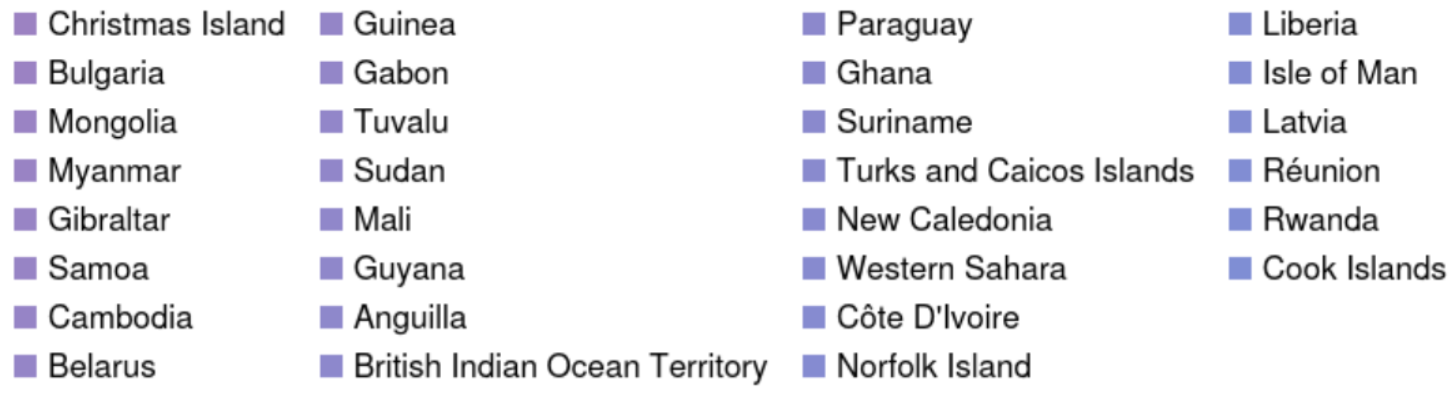 Christmas Island
Bulgaria
Mongolia
Myanmar
Gibraltar
Samoa
Cambodia
Belarus
Guinea
Gabon
Tuvalu
Sudan
Mali
Guyana
Anguilla
British Indian Ocean Territory
Paraguay
Ghana
Suriname
Turks and Caicos Islands
New Caledonia
Western Sahara
Côte D'Ivoire
Norfolk Island
Liberia
Isle of Man
Latvia
Réunion
Rwanda
Cook Islands